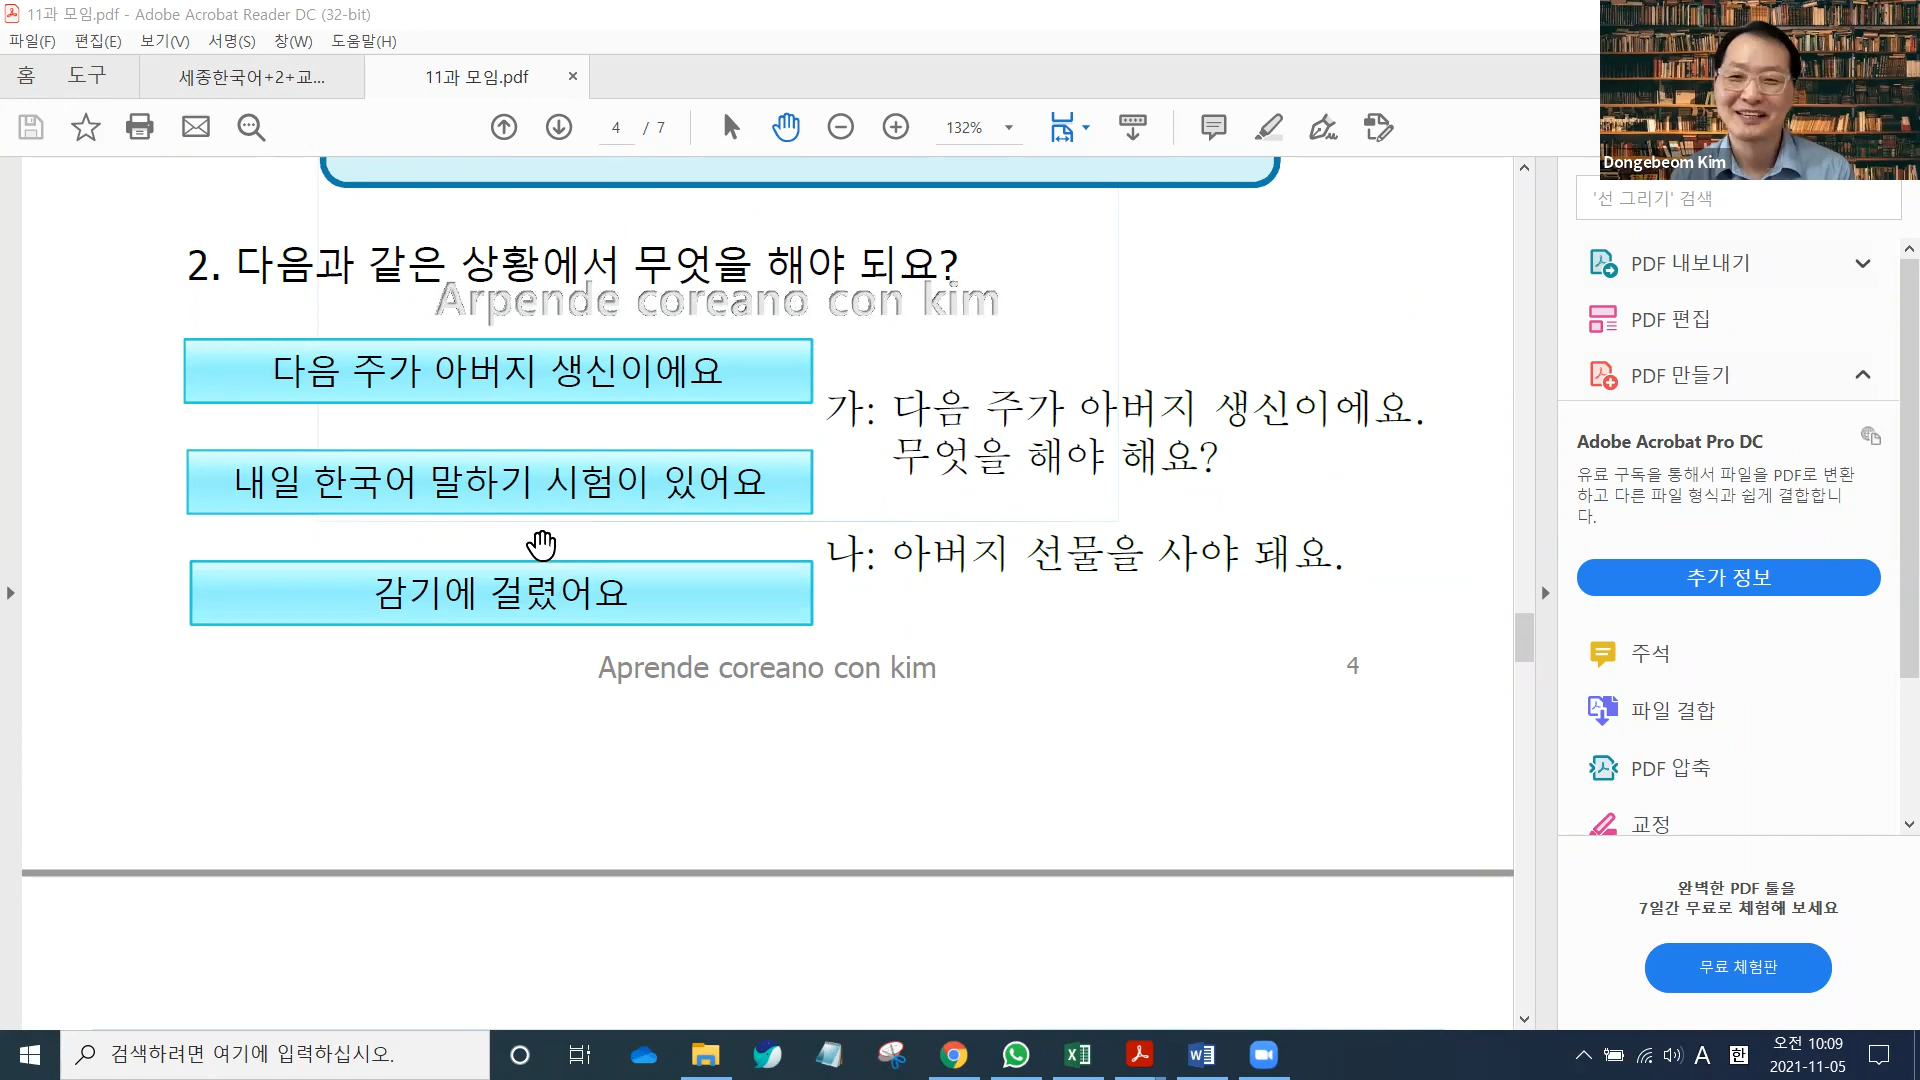 11과 모임.pdf - Adobe Acrobat Reader DC (32-bit)
파일(F) 편집(E) 보기(V) 서명(S) 창(W) 도움말(H)
홈 도구 세종한국어+2+교... 11과 모임.pdf ×
4 / 7 132%
Dongebeom Kim
'선 그리기' 검색
2. 다음과 같은 상황에서 무엇을 해야 되요?
Arpende coreano con kim
다음 주가 아버지 생신이에요
내일 한국어 말하기 시험이 있어요
감기에 걸렸어요
가: 다음 주가 아버지 생신이에요.
무엇을 해야 해요?
나: 아버지 선물을 사야 돼요.
Aprende coreano con kim
4
PDF 내보내기
PDF 편집
PDF 만들기
Adobe Acrobat Pro DC
유료 구독을 통해서 파일을 PDF로 변환
하고 다른 파일 형식과 쉽게 결합합니
다.
추가 정보
주석
파일 결합
PDF 압축
교정
완벽한 PDF 툴을
7일간 무료로 체험해 보세요
무료 체험판
검색하려면 여기에 입력하십시오.
A 한
오전 10:09
2021-11-05